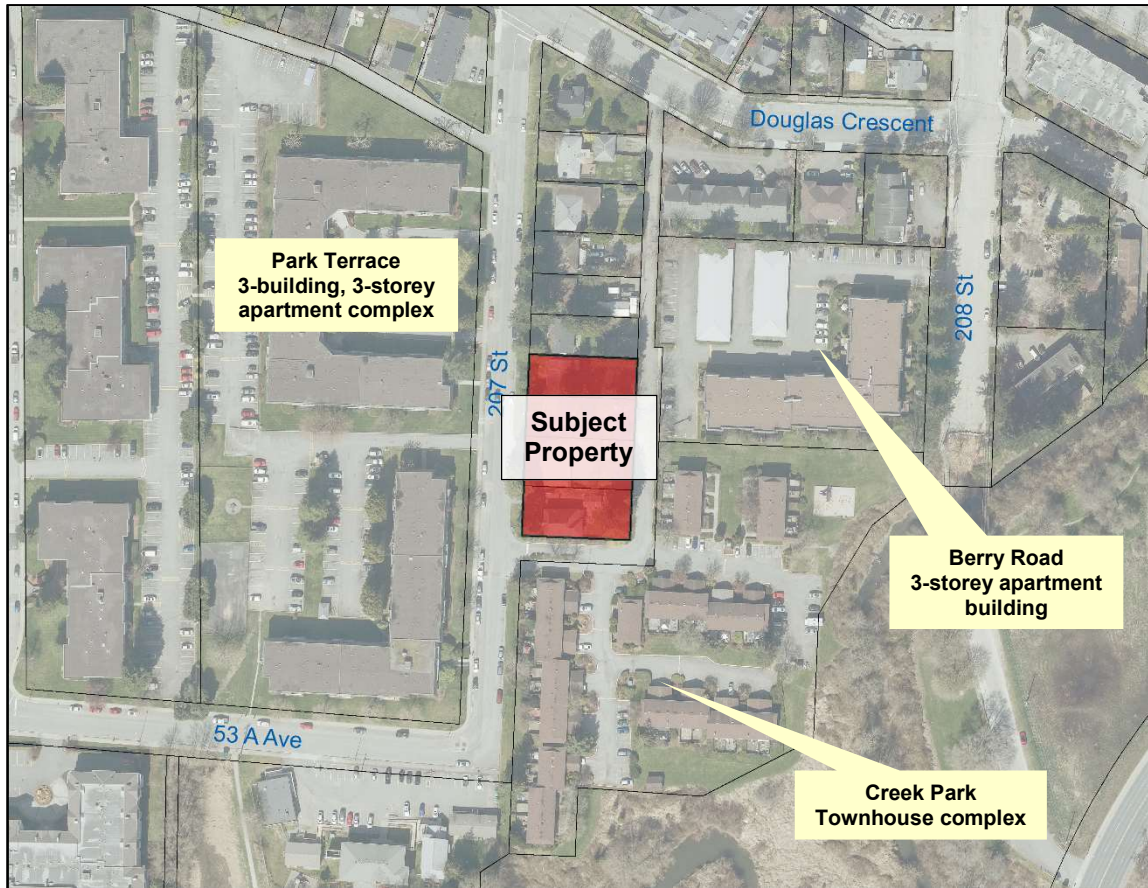 Douglas Crescent
Park Terrace
3-building, 3-storey
apartment complex
207 St
208 St
Subject
Property
Berry Road
3-storey apartment
building
53 A Ave
Creek Park
Townhouse complex